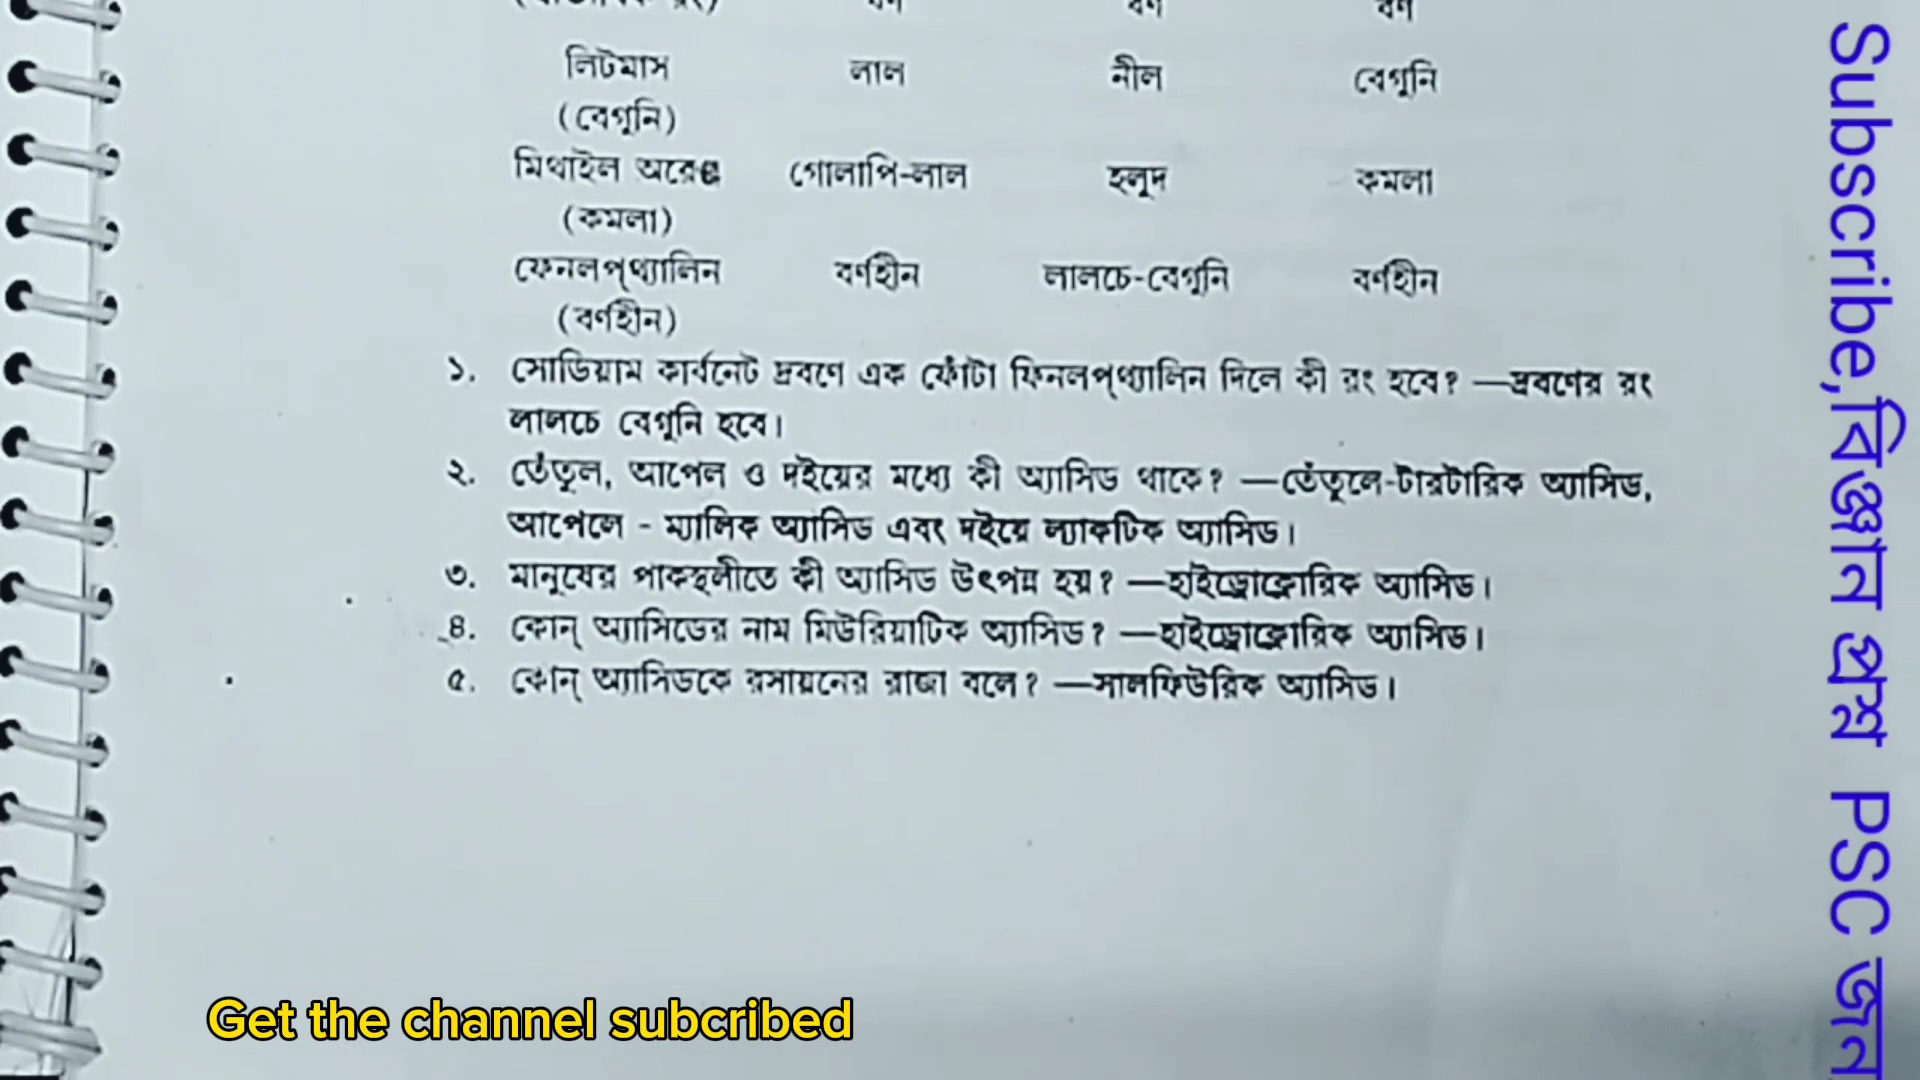 লিটমাস লাল নীল বেগুনি
(বেগুনি)
মিথাইল অরেঞ্জ গোলাপি-লাল হলুদ কমলা
(কমলা)
ফেনলপ্‌থ্যালিন বর্ণহীন লালচে-বেগুনি বর্ণহীন
(বর্ণহীন)
১. সোডিয়াম কার্বনেট দ্রবণে এক ফোঁটা ফিনলপ্‌থ্যালিন দিলে কী রং হবে? —দ্রবণের রং
লালচে বেগুনি হবে।
২. তেঁতুল, আপেল ও দইয়ের মধ্যে কী অ্যাসিড থাকে? —তেঁতুলে-টারটারিক অ্যাসিড,
আপেলে - ম্যালিক অ্যাসিড এবং দইয়ে ল্যাকটিক অ্যাসিড।
৩. মানুষের পাকস্থলীতে কী অ্যাসিড উৎপন্ন হয়? —হাইড্রোক্লোরিক অ্যাসিড।
৪. কোন্ অ্যাসিডের নাম মিউরিয়াটিক অ্যাসিড? —হাইড্রোক্লোরিক অ্যাসিড।
৫. কোন্ অ্যাসিডকে রসায়নের রাজা বলে? —সালফিউরিক অ্যাসিড।
Get the channel subcribed
Subscribe,বিজ্ঞান প্রশ্ন PSC জন